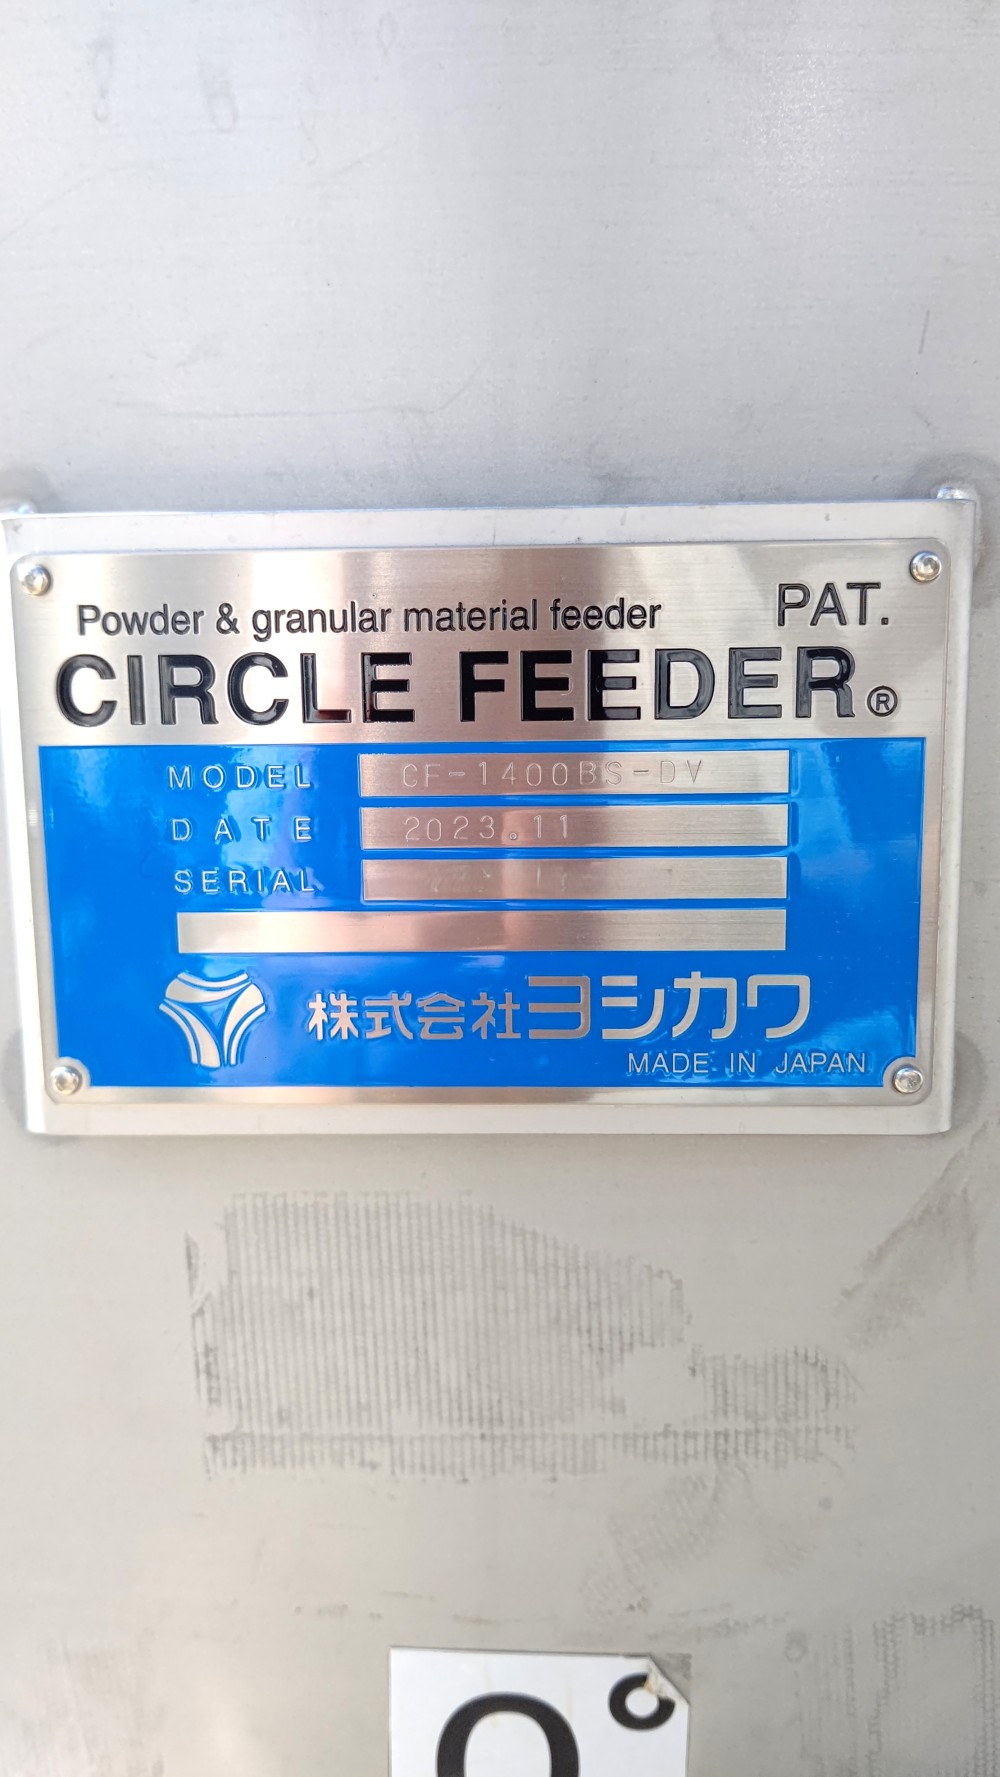 Powder & granular material feeder PAT.
CIRCLE FEEDER®
MODEL CF-1400BS-DV
DATE 2023.11
SERIAL
株式会社ヨシカワ
MADE IN JAPAN
0°